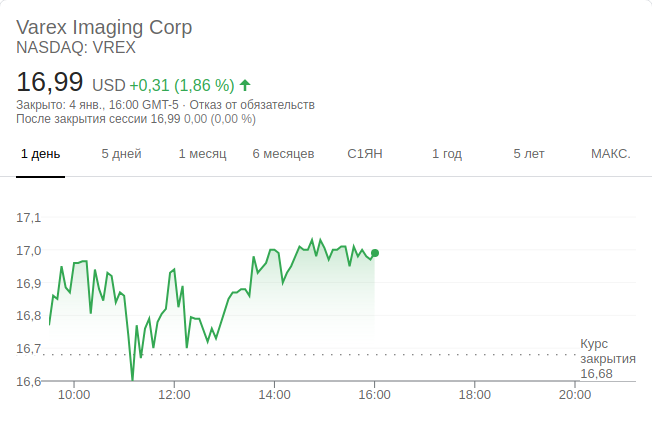 Varex Imaging Corp
NASDAQ: VREX
16,99 USD +0,31 (1,86 %)
Закрыто: 4 янв., 16:00 GMT-5 · Отказ от обязательств
После закрытия сессии 16,99 0,00 (0,00 %)
1 день 5 дней 1 месяц 6 месяцев С1ЯН 1 год 5 лет МАКС.
17,1
17,0
16,9
16,8
16,7
Курс
закрытия
16,68
16,6
10:00 12:00 14:00 16:00 18:00 20:00